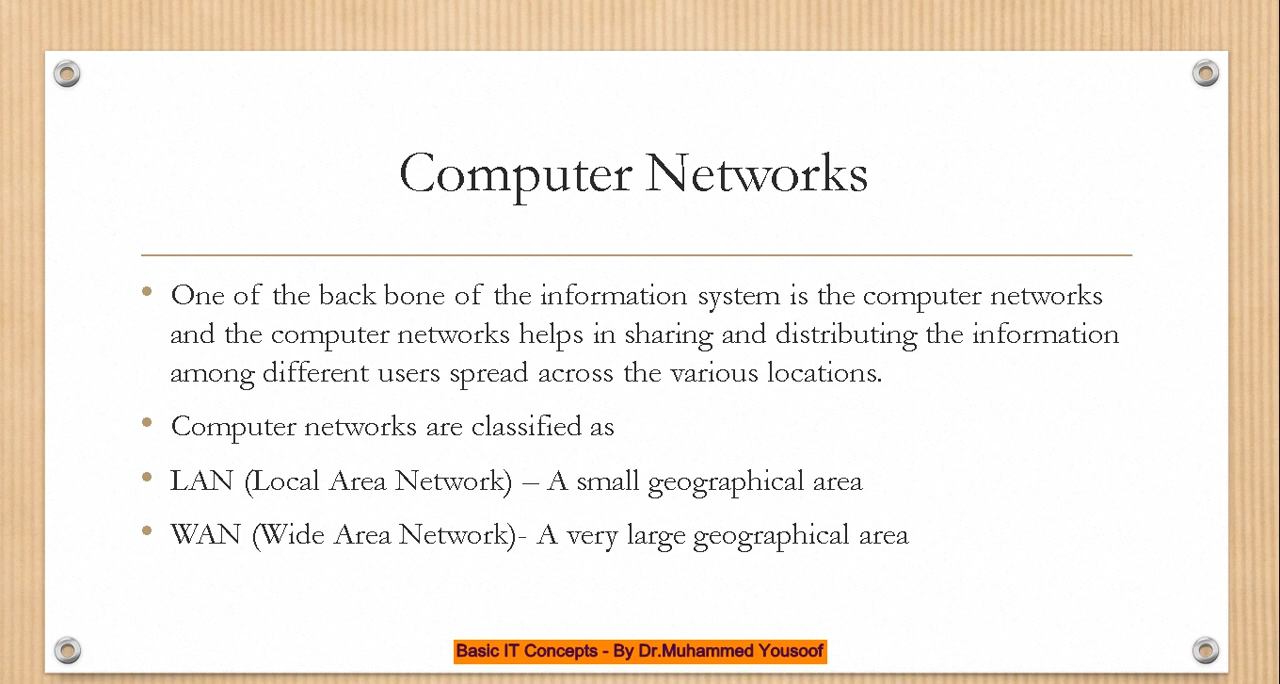 Computer Networks
• One of the back bone of the information system is the computer networks
and the computer networks helps in sharing and distributing the information
among different users spread across the various locations.
• Computer networks are classified as
• LAN (Local Area Network) – A small geographical area
• WAN (Wide Area Network)- A very large geographical area
Basic IT Concepts - By Dr.Muhammed Yousoof